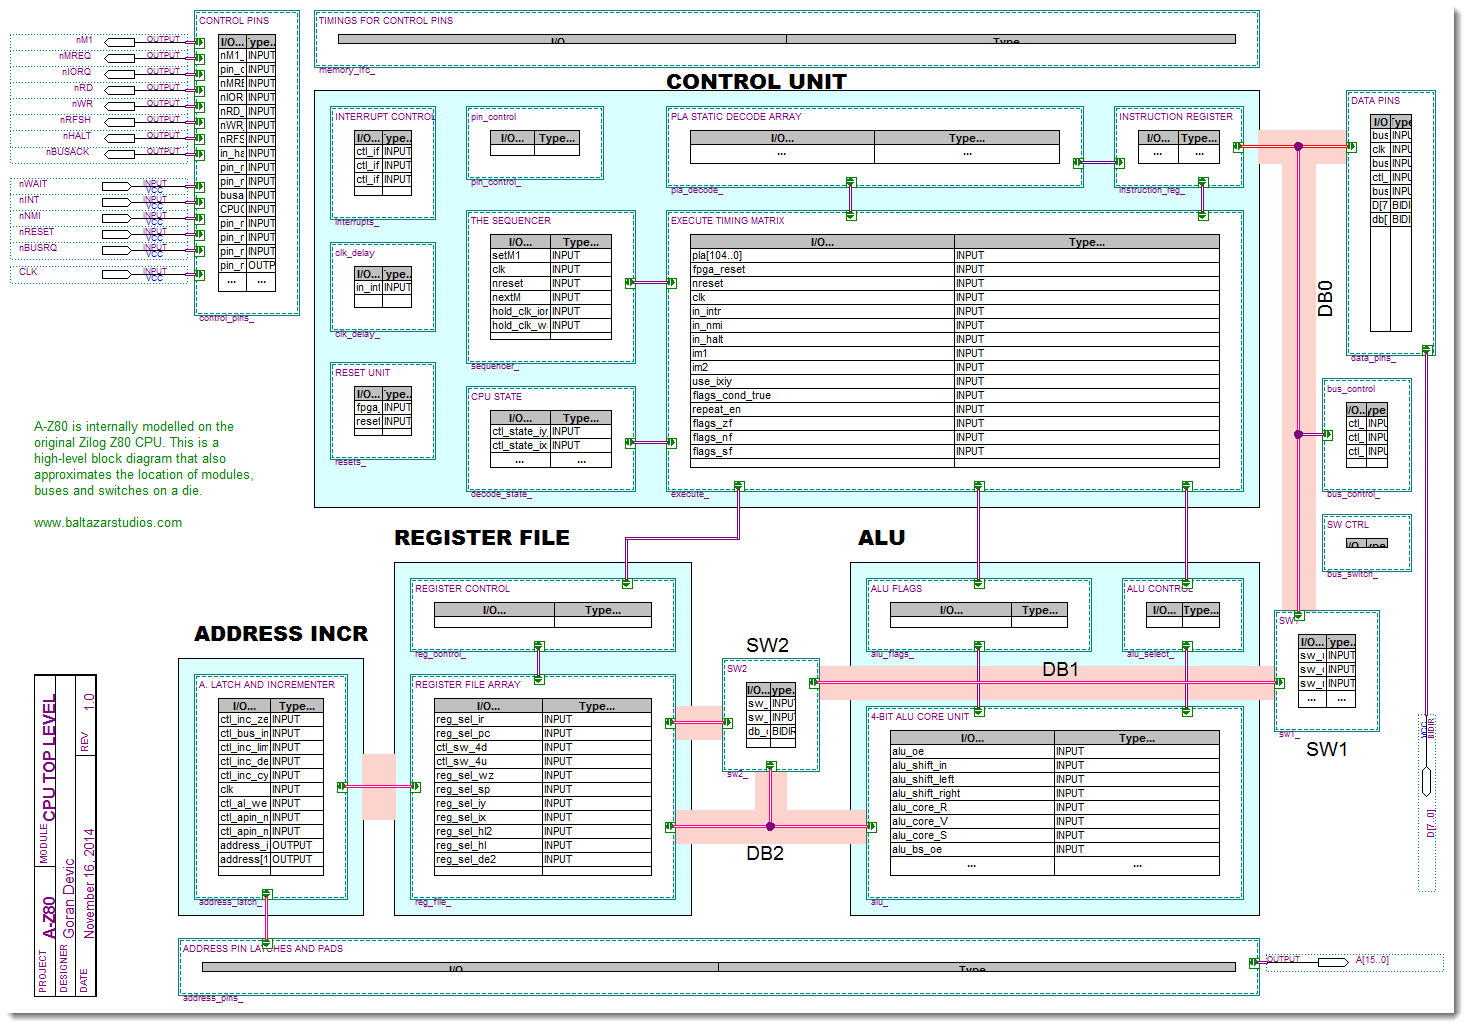 CONTROL PINS
I/O... ype...
nM1_ INPUT
pin_c INPUT
nMRE INPUT
nIOR INPUT
nRD_ INPUT
nWR_ INPUT
nRFS INPUT
in_ha INPUT
pin_r INPUT
pin_r INPUT
busa INPUT
CPUC INPUT
pin_r INPUT
pin_r INPUT
pin_r INPUT
pin_r OUTP
... ...
control_pins_
nM1 OUTPUT
nMREQ OUTPUT
nIORQ OUTPUT
nRD OUTPUT
nWR OUTPUT
nRFSH OUTPUT
nHALT OUTPUT
nBUSACK OUTPUT
nWAIT INPUT VCC
nINT INPUT VCC
nNMI INPUT VCC
nRESET INPUT VCC
nBUSRQ INPUT VCC
CLK INPUT VCC
TIMINGS FOR CONTROL PINS
I/O Type
memory_ifc_
CONTROL UNIT
INTERRUPT CONTROL
I/O... ype...
ctl_if INPUT
ctl_if INPUT
ctl_if INPUT
interrupts_
pin_control
I/O... Type...
pin_control_
PLA STATIC DECODE ARRAY
I/O... Type...
... ...
pla_decode_
INSTRUCTION REGISTER
I/O... Type...
... ...
instruction_reg_
clk_delay
I/O... ype...
in_int INPUT
clk_delay_
THE SEQUENCER
I/O... Type...
setM1 INPUT
clk INPUT
nreset INPUT
nextM INPUT
hold_clk_ior INPUT
hold_clk_w INPUT
sequencer_
EXECUTE TIMING MATRIX
I/O... Type...
pla[104..0] INPUT
fpga_reset INPUT
nreset INPUT
clk INPUT
in_intr INPUT
in_nmi INPUT
in_halt INPUT
im1 INPUT
im2 INPUT
use_ixiy INPUT
flags_cond_true INPUT
repeat_en INPUT
flags_zf INPUT
flags_nf INPUT
flags_sf INPUT
execute_
RESET UNIT
I/O... ype...
fpga_ INPUT
reset INPUT
resets_
CPU STATE
I/O... Type...
ctl_state_iy_ INPUT
ctl_state_ix INPUT
... ...
decode_state_
DATA PINS
I/O ype
bus INPU
clk INPU
bus INPU
ctl_ INPU
bus INPU
D[7 BIDI
db[ BIDI
data_pins_
DB0
bus_control
I/O.. ype
ctl_ INPU
ctl_ INPU
ctl_ INPU
bus_control_
SW CTRL
I/O ype
bus_switch_
A-Z80 is internally modelled on the
original Zilog Z80 CPU. This is a
high-level block diagram that also
approximates the location of modules,
buses and switches on a die.
www.baltazarstudios.com
REGISTER FILE
REGISTER CONTROL
I/O... Type...
reg_control_
REGISTER FILE ARRAY
I/O... Type...
reg_sel_ir INPUT
reg_sel_pc INPUT
ctl_sw_4d INPUT
ctl_sw_4u INPUT
reg_sel_wz INPUT
reg_sel_sp INPUT
reg_sel_iy INPUT
reg_sel_ix INPUT
reg_sel_hl2 INPUT
reg_sel_hl INPUT
reg_sel_de2 INPUT
reg_file_
ALU
ALU FLAGS
I/O... Type...
alu_flags_
ALU CONTROL
I/O... Type...
alu_select_
DB1
4-BIT ALU CORE UNIT
I/O... Type...
alu_oe INPUT
alu_shift_in INPUT
alu_shift_left INPUT
alu_shift_right INPUT
alu_core_R INPUT
alu_core_V INPUT
alu_core_S INPUT
alu_bs_oe INPUT
... ...
alu_
SW2
SW2
I/O... ype...
sw_ INPUT
sw_ INPUT
db_ BIDIR
sw2_
DB2
SW1
I/O... ype...
sw_ INPUT
sw_ INPUT
sw_ INPUT
... ...
sw1_
SW1
VCC
BIDIR
D[7..0]
ADDRESS INCR
A. LATCH AND INCREMENTER
I/O... Type...
ctl_inc_ze INPUT
ctl_bus_in INPUT
ctl_inc_lim INPUT
ctl_inc_de INPUT
ctl_inc_cy INPUT
clk INPUT
ctl_al_we INPUT
ctl_apin_n INPUT
ctl_apin_n INPUT
address_i OUTPUT
address[1 OUTPUT
address_latch_
ADDRESS PIN LATCHES AND PADS
I/O Type
address_pins_
OUTPUT A[15..0]
PROJECT A-Z80 MODULE CPU TOP LEVEL
DESIGNER Goran Devic
DATE November 16, 2014 REV 1.0